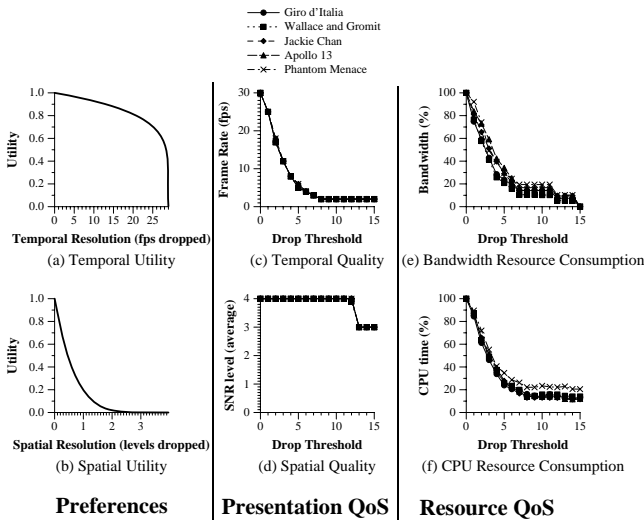 Giro d'Italia
Wallace and Gromit
Jackie Chan
Apollo 13
Phantom Menace
1.0
0.8
0.6
0.4
0.2
0.0
Utility
0 5 10 15 20 25
Temporal Resolution (fps dropped)
(a) Temporal Utility
30
20
10
0
Frame Rate (fps)
0 5 10 15
Drop Threshold
(c) Temporal Quality
100
80
60
40
20
0
Bandwidth (%)
0 5 10 15
Drop Threshold
(e) Bandwidth Resource Consumption
1.0
0.8
0.6
0.4
0.2
0.0
Utility
0 1 2 3
Spatial Resolution (levels dropped)
(b) Spatial Utility
4
3
2
1
0
SNR level (average)
0 5 10 15
Drop Threshold
(d) Spatial Quality
100
80
60
40
20
0
CPU time (%)
0 5 10 15
Drop Threshold
(f) CPU Resource Consumption
Preferences
Presentation QoS
Resource QoS